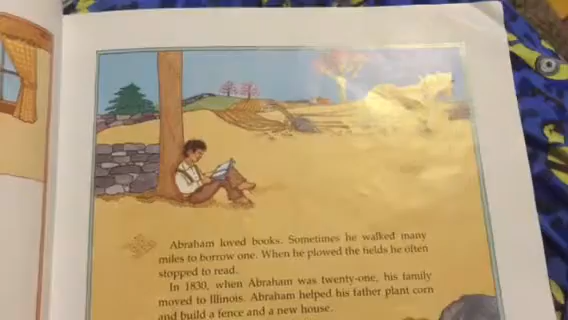 Abraham loved books. Sometimes he walked many
miles to borrow one. When he plowed the fields he often
stopped to read.
In 1830, when Abraham was twenty-one, his family
moved to Illinois. Abraham helped his father plant corn
and build a fence and a new house.